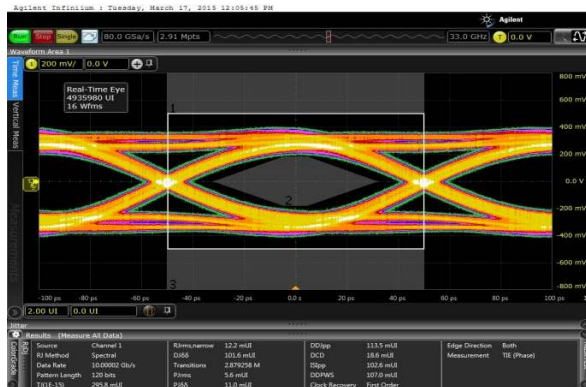 Agilent Infiniium : Tuesday, March 17, 2015 12:05:45 PM
Agilent
Run Stop Single 80.0 GSa/s 2.91 Mpts 33.0 GHz T 0.0 V
Waveform Area 1
1 200 mV/ 0.0 V
Time Meas
Vertical Meas
Measurements
Real-Time Eye
4935980 UI
16 Wfms
1
2
3
800 mV
600 mV
400 mV
200 mV
0.0 V
-200 mV
-400 mV
-600 mV
-800 mV
-100 ps -80 ps -60 ps -40 ps -20 ps 0.0 s 20 ps 40 ps 60 ps 80 ps 100 ps
2.00 UI 0.0 UI
Jitter
Results (Measure All Data)
ColorGrade
RJDJ
Source Channel 1 RJrms,narrow 12.2 mUI DDJpp 113.5 mUI Edge Direction Both
RJ Method Spectral DJδδ 101.6 mUI DCD 18.6 mUI Measurement TIE (Phase)
Data Rate 10.00002 Gb/s Transitions 2.879258 M ISIpp 102.6 mUI
Pattern Length 120 bits PJrms 5.6 mUI DDPWS 107.0 mUI
TJ(1E-15) 295.8 mUI PJδδ 11.0 mUI Clock Recovery First Order